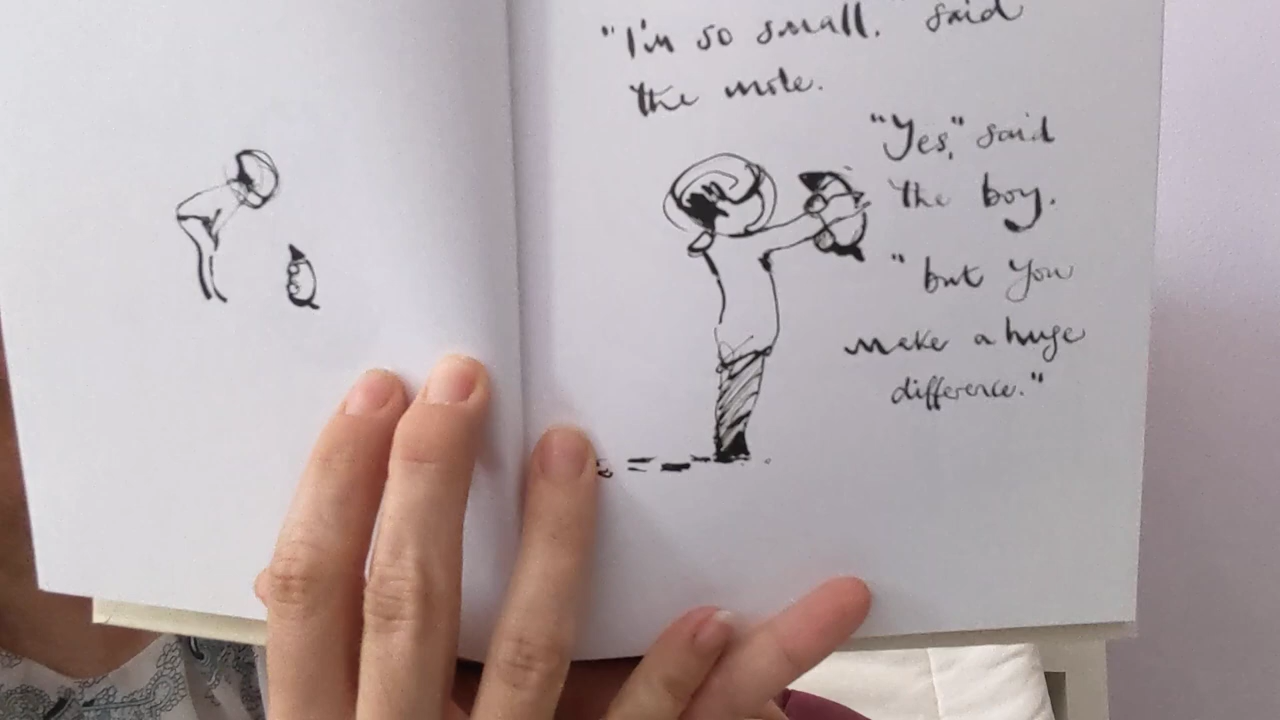 "I'm so small," said
the mole.
"Yes," said
the boy.
"but you
make a huge
difference."